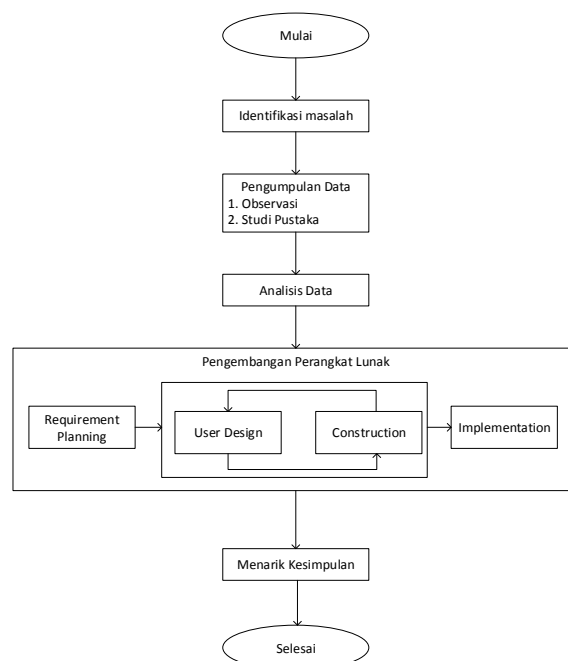 Mulai
Identifikasi masalah
Pengumpulan Data
1. Observasi
2. Studi Pustaka
Analisis Data
Pengembangan Perangkat Lunak
Requirement
Planning
User Design
Construction
Implementation
Menarik Kesimpulan
Selesai